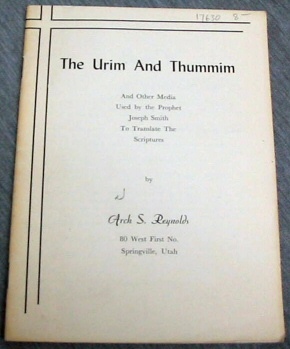 17630 8-
The Urim And Thummim
And Other Media
Used by the Prophet
Joseph Smith
To Translate The
Scriptures
by
Arch S. Reynolds
80 West First No.
Springville, Utah